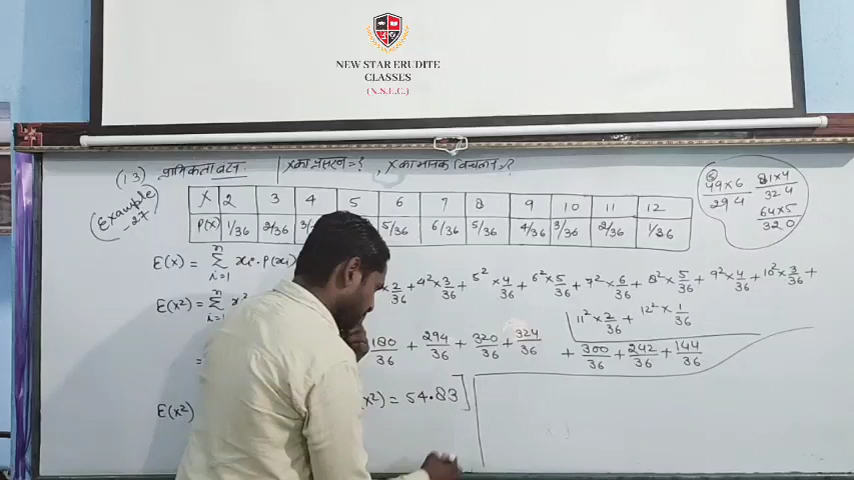 NEW STAR ERUDITE
CLASSES
(N.S.E.C.)
(13) प्रायिकता बंटन | X का प्रसरण = ?, X का मानक विचलन = ?
(Example -27)
X 2 3 4 5 6 7 8 9 10 11 12
P(X) 1/36 2/36 3/ 5/36 6/36 5/36 4/36 3/36 2/36 1/36
49×6 294
81×4 324
64×5 320
E(X) = n Σ i=1 xi · P(xi)
E(X²) = n Σ i=1 x²
× 2/36 + 4² × 3/36 + 5² × 4/36 + 6² × 5/36 + 7² × 6/36 + 8² × 5/36 + 9² × 4/36 + 10² × 3/36 +
11² × 2/36 + 12² × 1/36
= 180/36 + 294/36 + 320/36 + 324/36 + 300/36 + 242/36 + 144/36
E(X²) x²) = 54.83